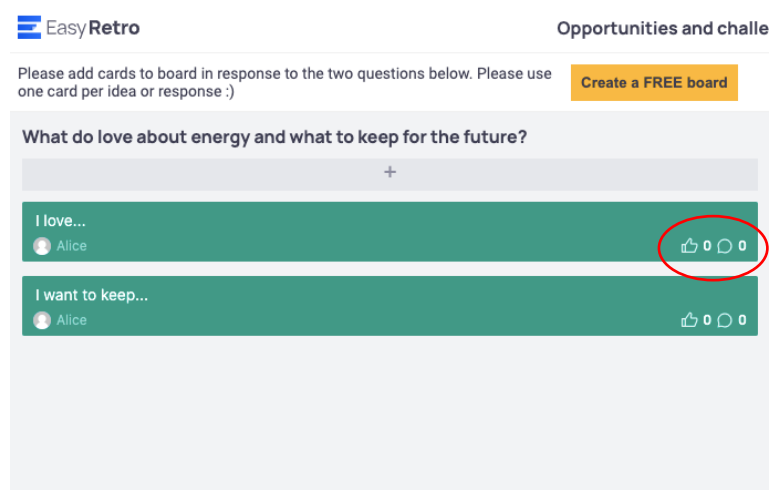 EasyRetro
Opportunities and challe
Please add cards to board in response to the two questions below. Please use
one card per idea or response :)
Create a FREE board
What do love about energy and what to keep for the future?
+
I love...
Alice
0 0
I want to keep...
Alice
0 0